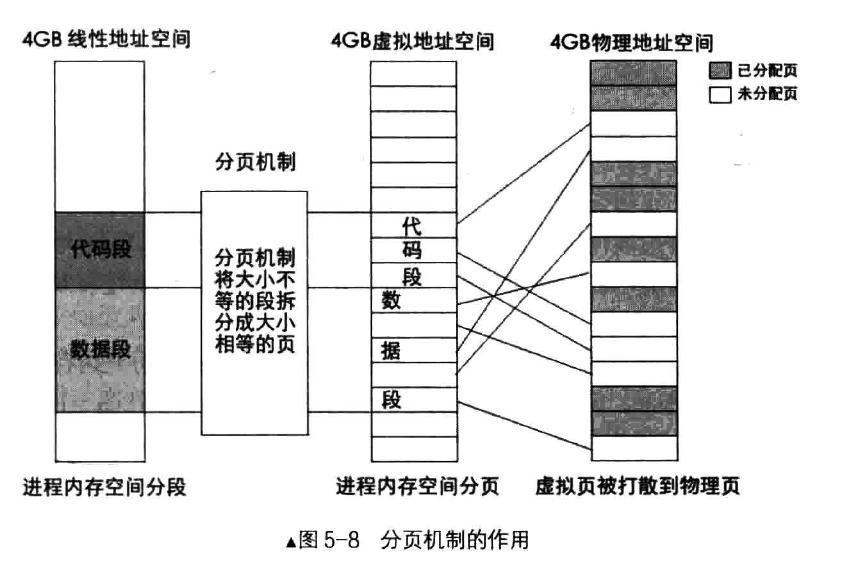 4GB 线性地址空间
4GB虚拟地址空间
4GB物理地址空间
已分配页
未分配页
分页机制
代码段
数据段
分页机制
将大小不
等的段拆
分成大小
相等的页
代
码
段
数
据
段
进程内存空间分段
进程内存空间分页
虚拟页被打散到物理页
▲图 5-8 分页机制的作用